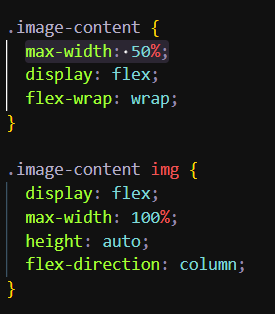 .image-content {
max-width: 50%;
display: flex;
flex-wrap: wrap;
}
.image-content img {
display: flex;
max-width: 100%;
height: auto;
flex-direction: column;
}